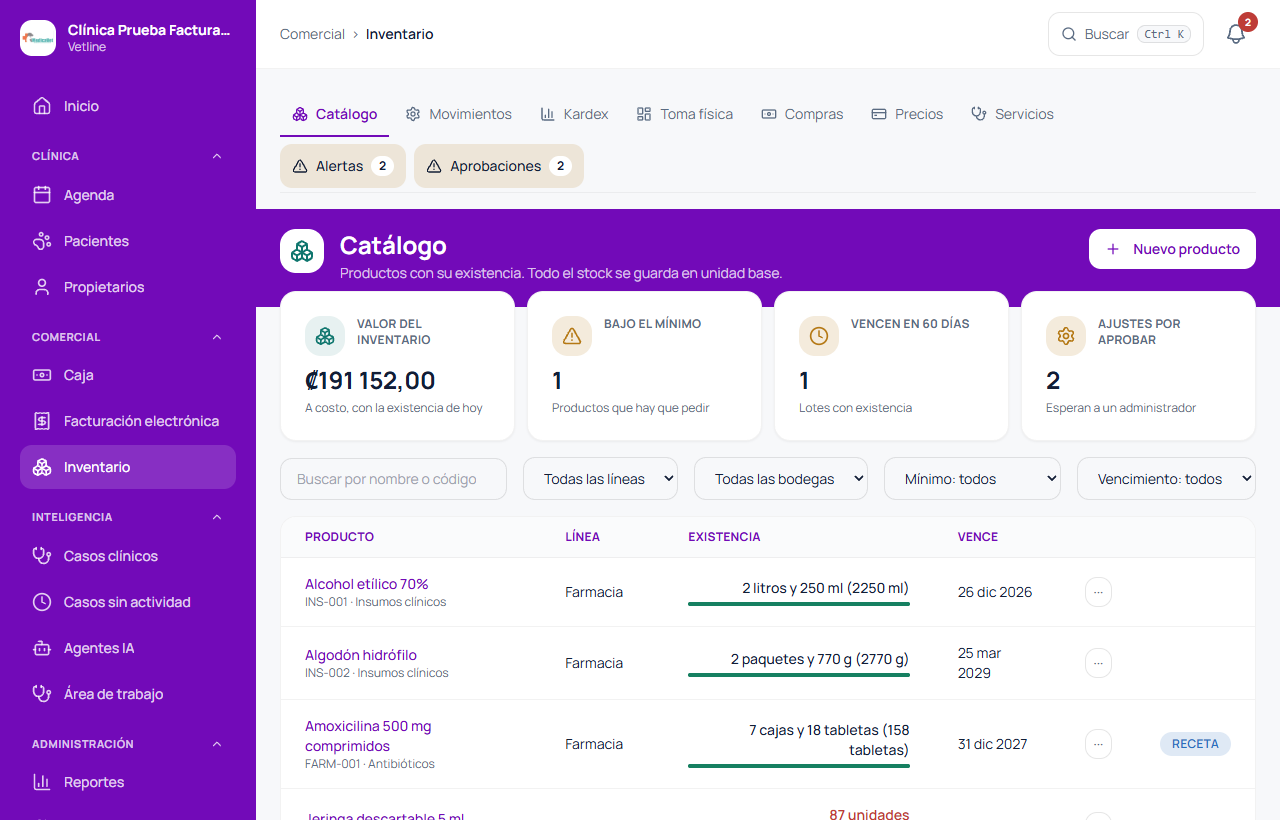 Clínica Prueba Factura...
Vetline
Inicio
CLÍNICA
Agenda
Pacientes
Propietarios
COMERCIAL
Caja
Facturación electrónica
Inventario
INTELIGENCIA
Casos clínicos
Casos sin actividad
Agentes IA
Área de trabajo
ADMINISTRACIÓN
Reportes
Comercial › Inventario
Buscar Ctrl K
2
Catálogo Movimientos Kardex Toma física Compras Precios Servicios
Alertas 2 Aprobaciones 2
Catálogo
Productos con su existencia. Todo el stock se guarda en unidad base.
+ Nuevo producto
VALOR DEL
INVENTARIO
₡191 152,00
A costo, con la existencia de hoy
BAJO EL MÍNIMO
1
Productos que hay que pedir
VENCEN EN 60 DÍAS
1
Lotes con existencia
AJUSTES POR
APROBAR
2
Esperan a un administrador
Buscar por nombre o código Todas las líneas Todas las bodegas Mínimo: todos Vencimiento: todos
PRODUCTO LÍNEA EXISTENCIA VENCE
Alcohol etílico 70%
INS-001 · Insumos clínicos
Farmacia
2 litros y 250 ml (2250 ml)
26 dic 2026
...
Algodón hidrófilo
INS-002 · Insumos clínicos
Farmacia
2 paquetes y 770 g (2770 g)
25 mar
2029
...
Amoxicilina 500 mg
comprimidos
FARM-001 · Antibióticos
Farmacia
7 cajas y 18 tabletas (158
tabletas)
31 dic 2027
...
RECETA
Jeringa descartable 5 ml
87 unidades